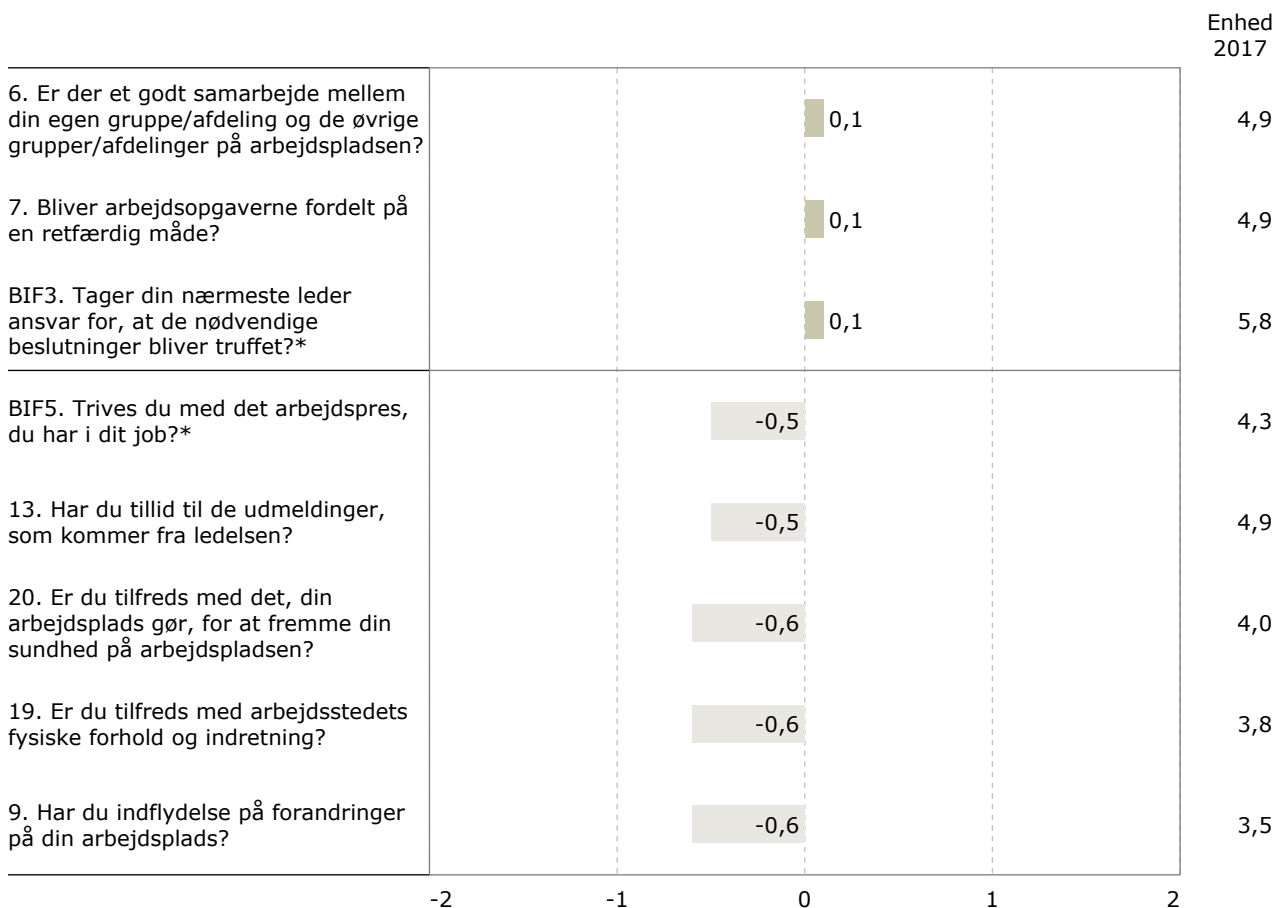 Enhed
2017
6. Er der et godt samarbejde mellem
din egen gruppe/afdeling og de øvrige
grupper/afdelinger på arbejdspladsen?
0,1
4,9
7. Bliver arbejdsopgaverne fordelt på
en retfærdig måde?
0,1
4,9
BIF3. Tager din nærmeste leder
ansvar for, at de nødvendige
beslutninger bliver truffet?*
0,1
5,8
BIF5. Trives du med det arbejdspres,
du har i dit job?*
-0,5
4,3
13. Har du tillid til de udmeldinger,
som kommer fra ledelsen?
-0,5
4,9
20. Er du tilfreds med det, din
arbejdsplads gør, for at fremme din
sundhed på arbejdspladsen?
-0,6
4,0
19. Er du tilfreds med arbejdsstedets
fysiske forhold og indretning?
-0,6
3,8
9. Har du indflydelse på forandringer
på din arbejdsplads?
-0,6
3,5
-2 -1 0 1 2